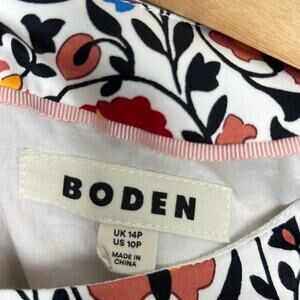 BODEN
UK 14P
US 10P
MADE IN
CHINA